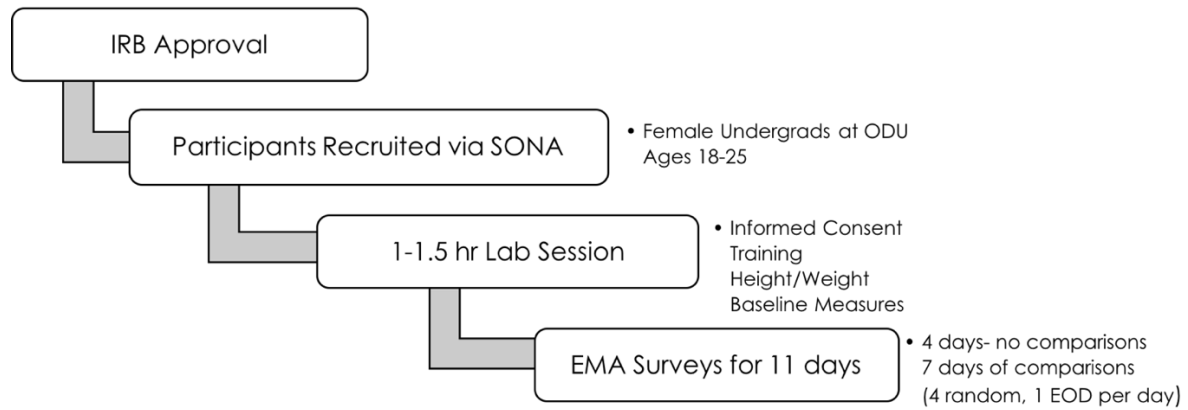 IRB Approval
Participants Recruited via SONA
• Female Undergrads at ODU
Ages 18-25
1-1.5 hr Lab Session
• Informed Consent
Training
Height/Weight
Baseline Measures
EMA Surveys for 11 days
• 4 days- no comparisons
7 days of comparisons
(4 random, 1 EOD per day)